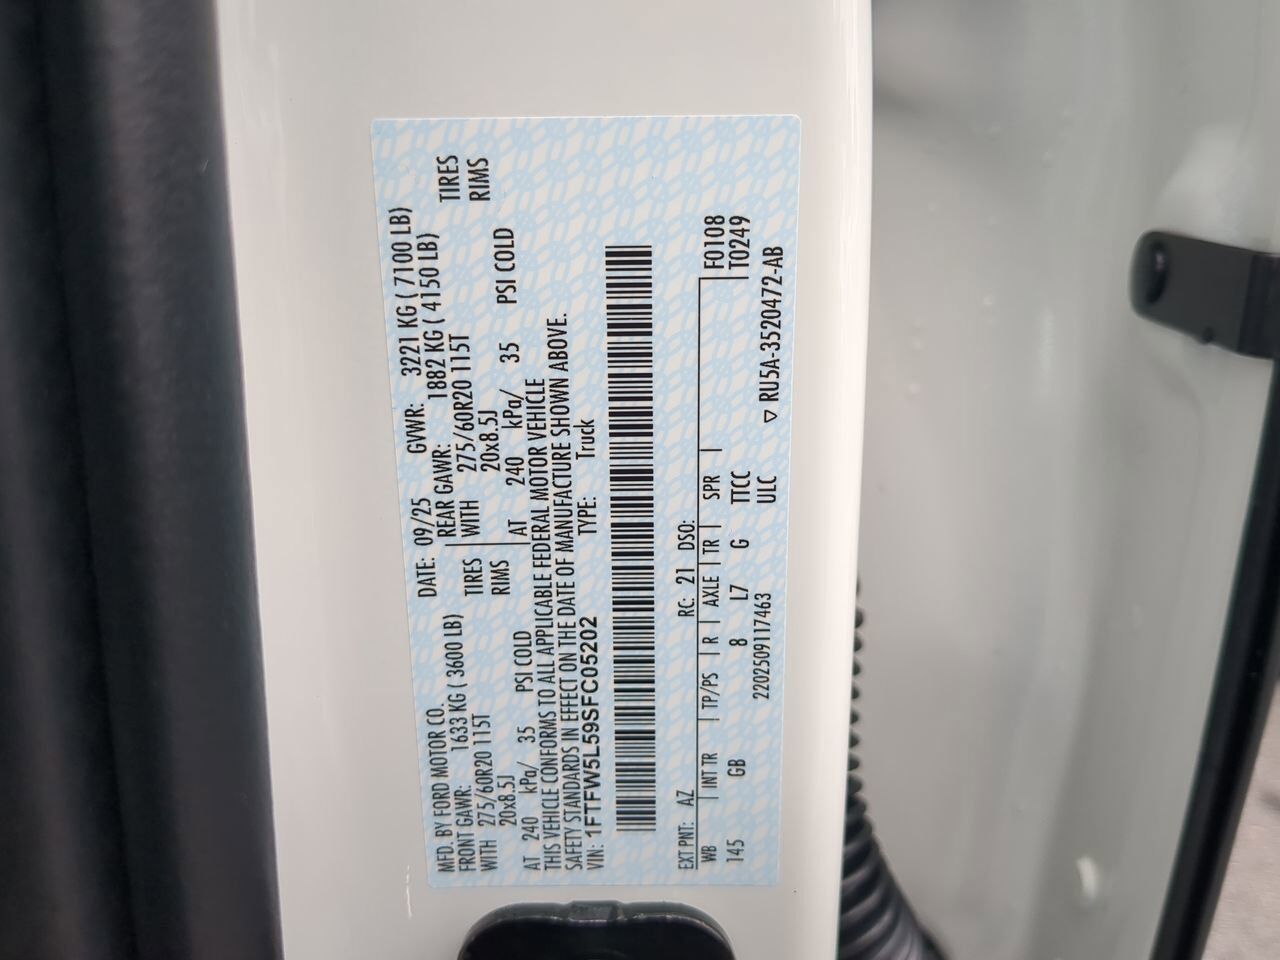 MFD. BY FORD MOTOR CO. DATE: 09/25 GVWR: 3221 KG ( 7100 LB)
FRONT GAWR: 1633 KG ( 3600 LB) REAR GAWR: 1882 KG ( 4150 LB)
WITH 275/60R20 115T TIRES WITH 275/60R20 115T TIRES
20x8.5J RIMS 20x8.5J RIMS
AT 240 kPa/ 35 PSI COLD AT 240 kPa/ 35 PSI COLD
THIS VEHICLE CONFORMS TO ALL APPLICABLE FEDERAL MOTOR VEHICLE
SAFETY STANDARDS IN EFFECT ON THE DATE OF MANUFACTURE SHOWN ABOVE.
VIN: 1FTFW5L59SFC05202 TYPE: Truck
EXT PNT: AZ RC: 21 DSO: F0108
WB INT TR TP/PS R AXLE TR SPR T0249
145 GB 8 L7 G TTCC
2202509117463 ULC ▽ RU5A-3520472-AB